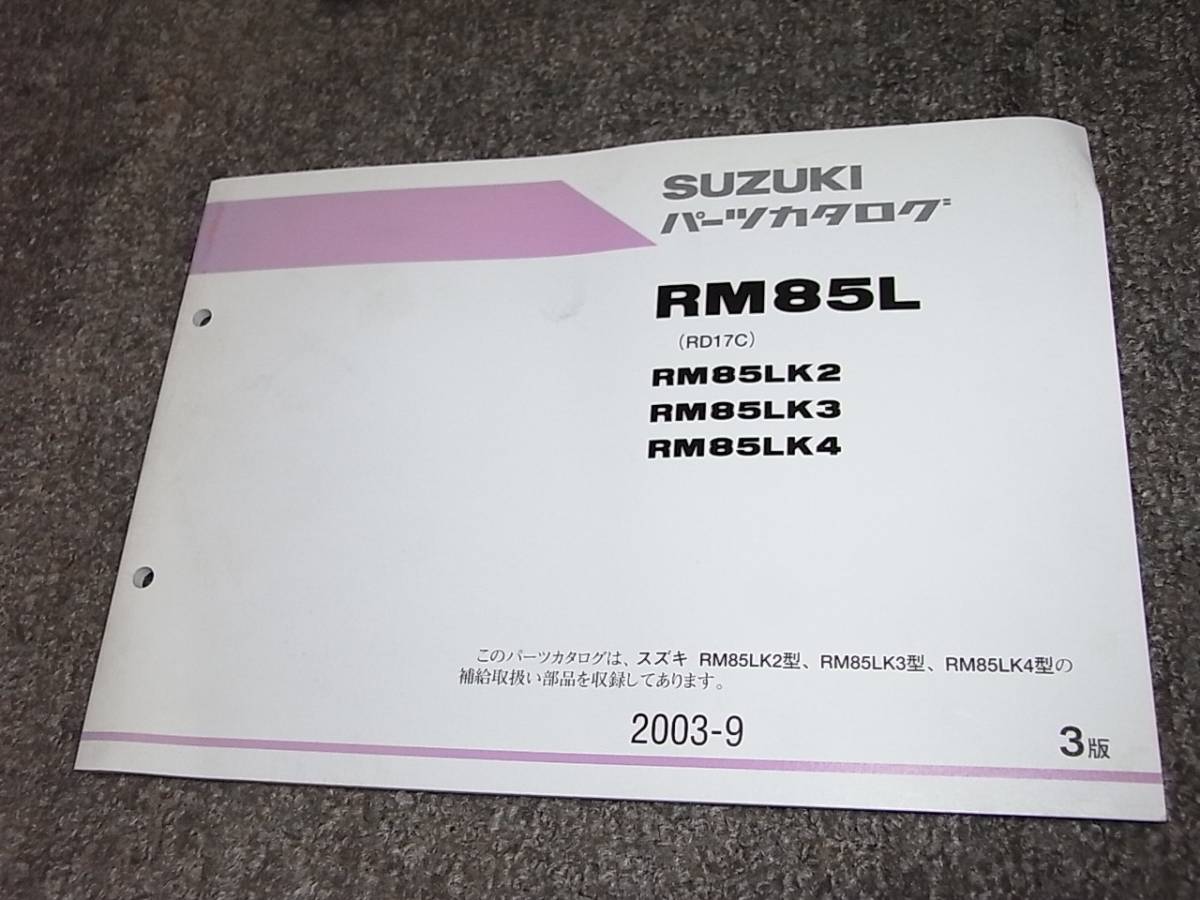 SUZUKI
パーツカタログ
RM85L
（RD17C）
RM85LK2
RM85LK3
RM85LK4
このパーツカタログは、スズキ RM85LK2型、RM85LK3型、RM85LK4型の
補給取扱い部品を収録してあります。
2003-9
3版